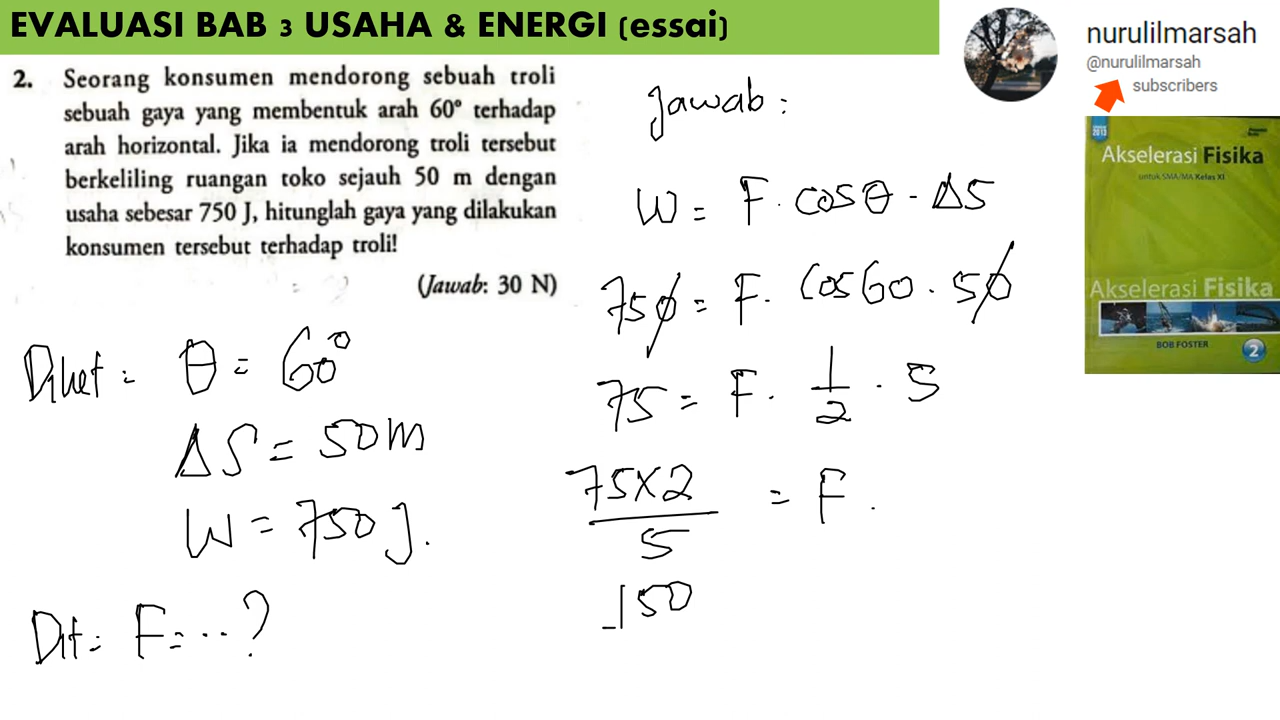 EVALUASI BAB 3 USAHA & ENERGI (essai)
nurulilmarsah
@nurulilmarsah
subscribers
2. Seorang konsumen mendorong sebuah troli
sebuah gaya yang membentuk arah 60° terhadap
arah horizontal. Jika ia mendorong troli tersebut
berkeliling ruangan toko sejauh 50 m dengan
usaha sebesar 750 J, hitunglah gaya yang dilakukan
konsumen tersebut terhadap troli!
(Jawab: 30 N)
Diket = θ = 60°
ΔS = 50m
W = 750 J.
Dit = F = ...?
Jawab :
W = F . cosθ . ΔS
750 = F. Cos60 . 50
75 = F. 1/2 . 5
75x2/5 = F.
150
2013
Akselerasi Fisika
untuk SMA/MA Kelas XI
Akselerasi Fisika
BOB FOSTER
2